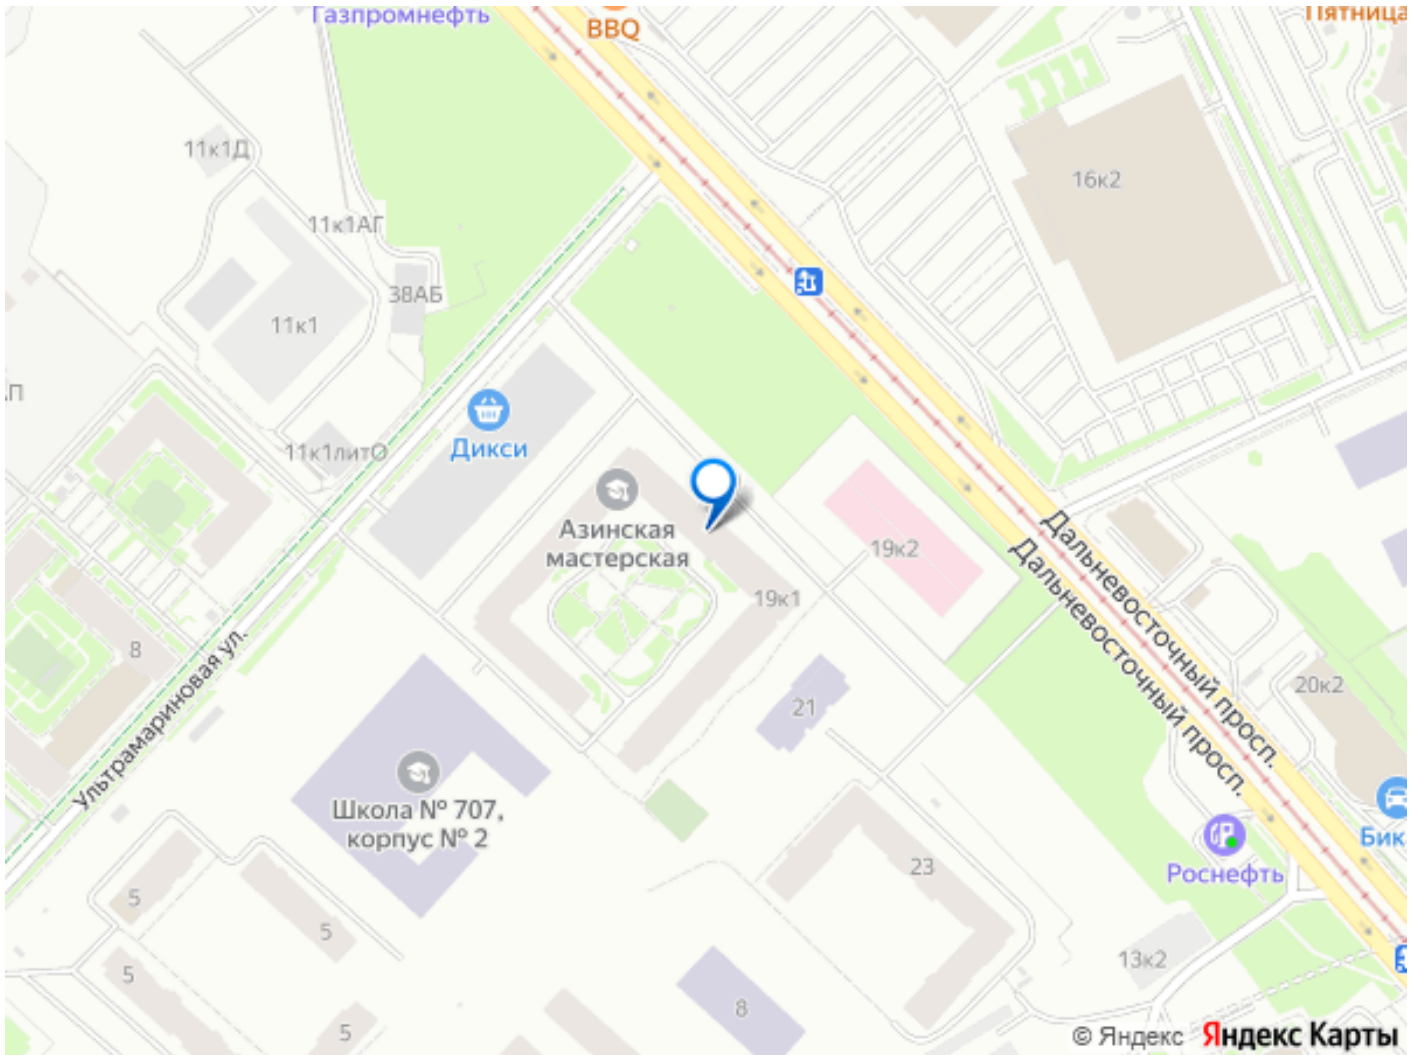 Газпромнефть
BBQ
Пятница
11к1Д
16к2
11к1АГ
38АБ
11к1
Дикси
11к1литО
Азинская
мастерская
19к2
19к1
Дальневосточный просп.
Дальневосточный просп.
8
Ультрамариновая ул.
21
20к2
Школа № 707,
корпус № 2
Роснефть
23
5
5
5
5
8
13к2
© Яндекс Яндекс Карты